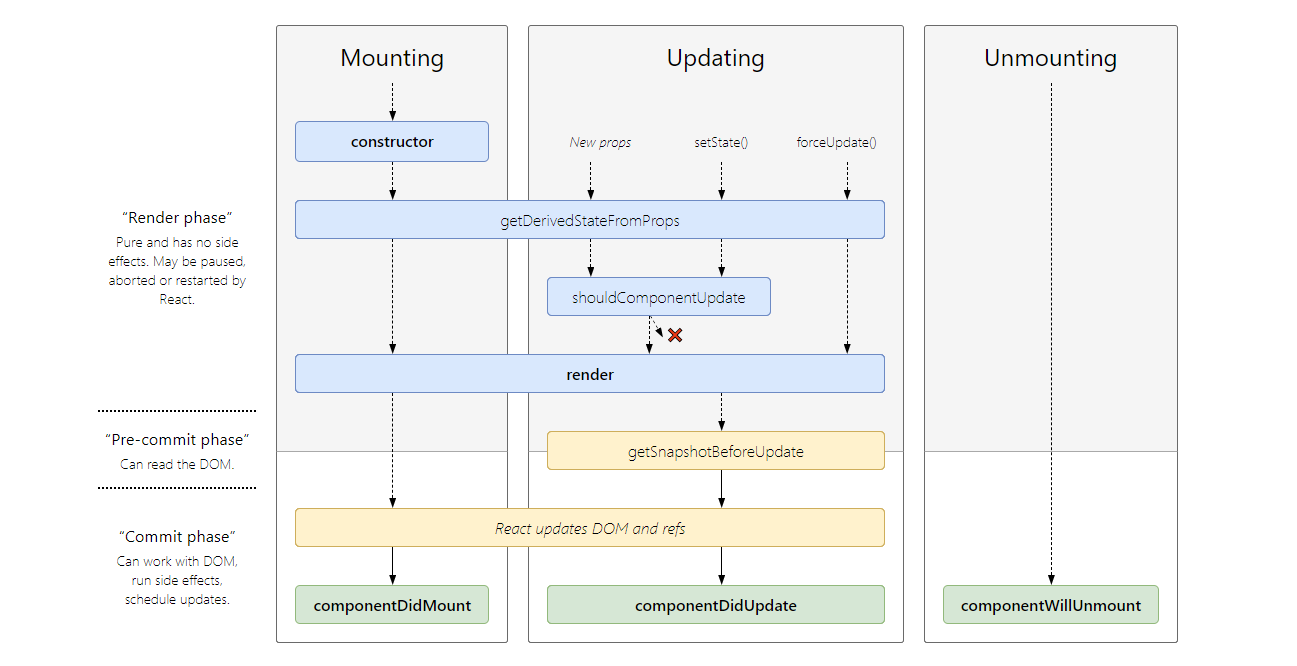 Mounting
Updating
Unmounting
constructor
New props
setState()
forceUpdate()
“Render phase”
Pure and has no side
effects. May be paused,
aborted or restarted by
React.
getDerivedStateFromProps
shouldComponentUpdate
render
“Pre-commit phase”
Can read the DOM.
getSnapshotBeforeUpdate
“Commit phase”
Can work with DOM,
run side effects,
schedule updates.
React updates DOM and refs
componentDidMount
componentDidUpdate
componentWillUnmount